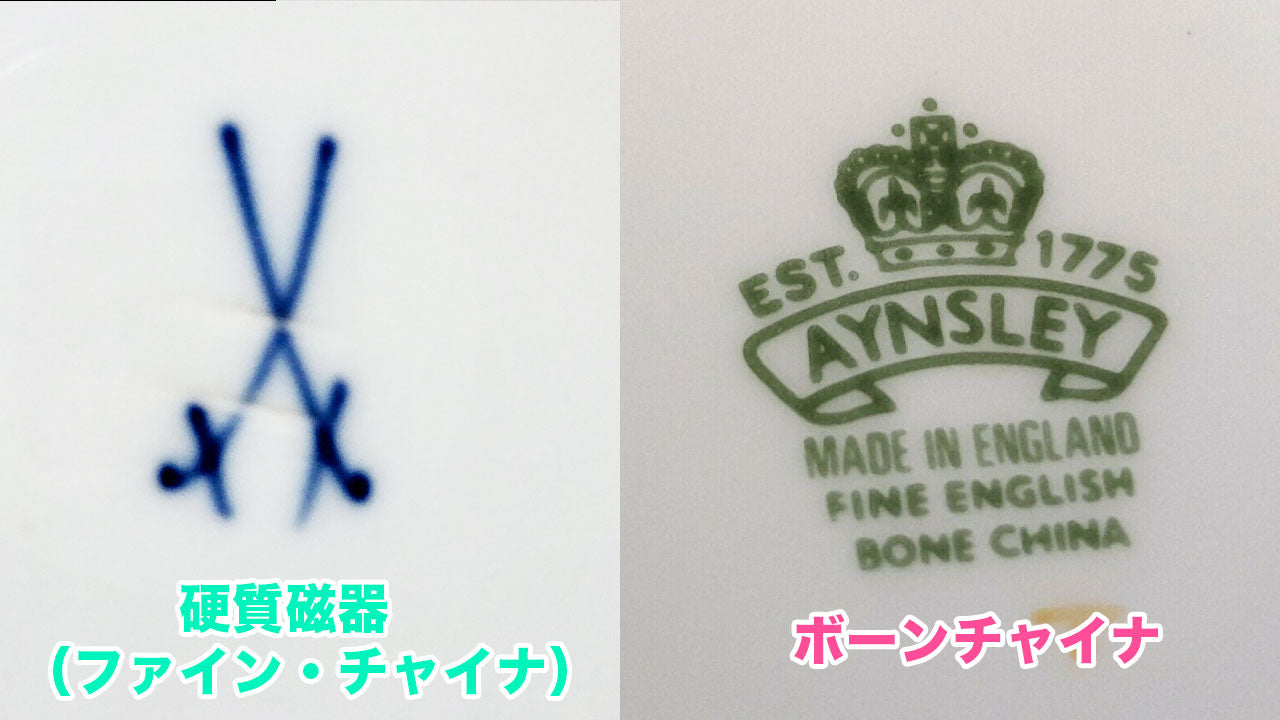 硬質磁器
(ファイン・チャイナ)
EST. 1775
AYNSLEY
MADE IN ENGLAND
FINE ENGLISH
BONE CHINA
ボーンチャイナ